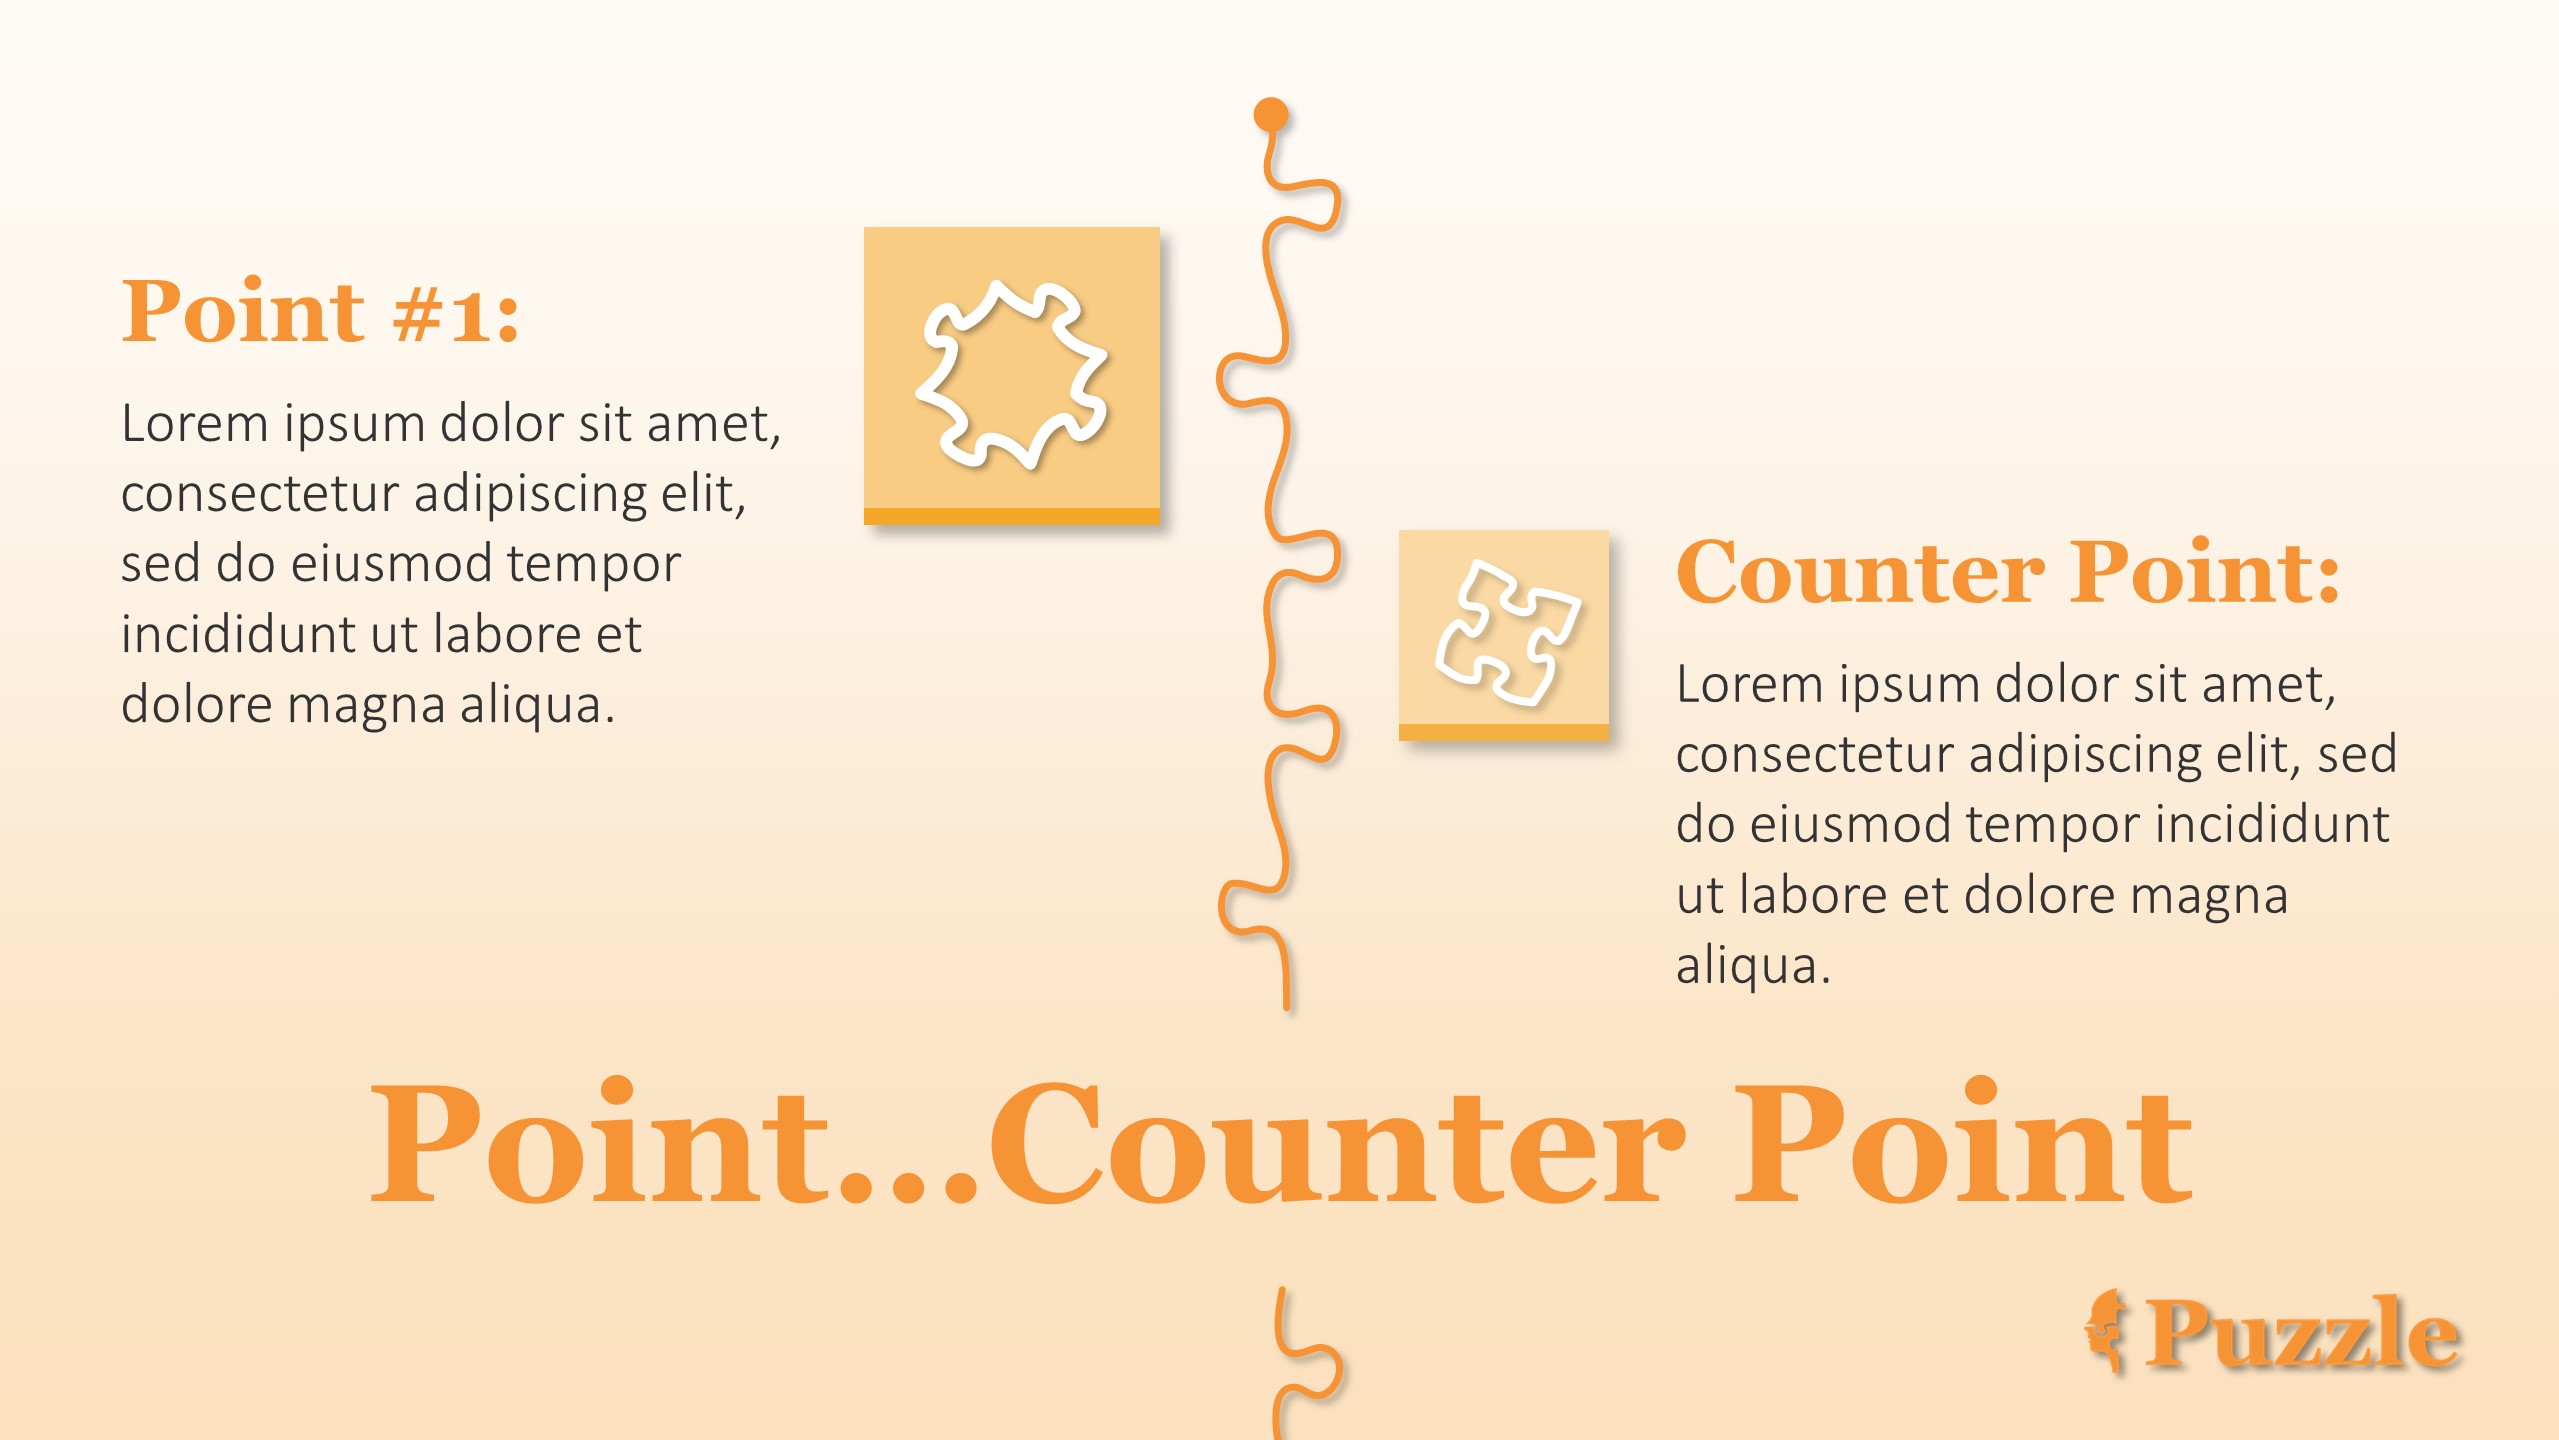 Point #1:
Lorem ipsum dolor sit amet,
consectetur adipiscing elit,
sed do eiusmod tempor
incididunt ut labore et
dolore magna aliqua.
Counter Point:
Lorem ipsum dolor sit amet,
consectetur adipiscing elit, sed
do eiusmod tempor incididunt
ut labore et dolore magna
aliqua.
Point...Counter Point
Puzzle